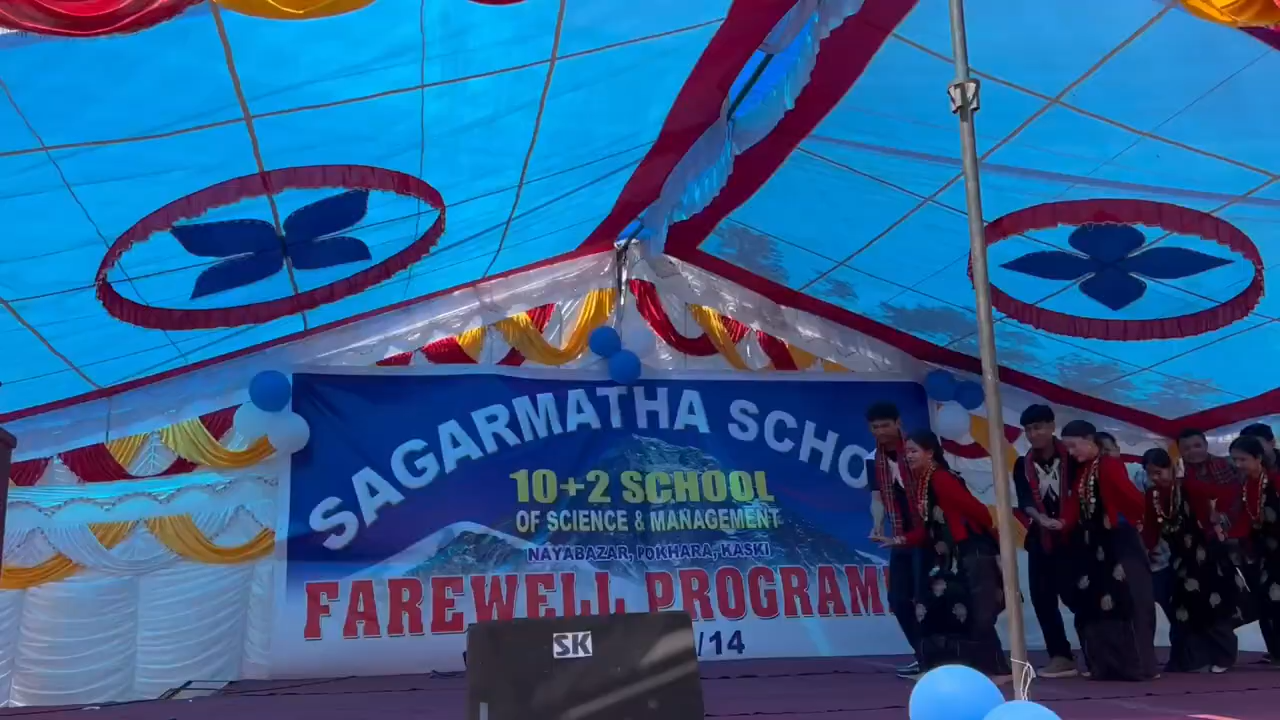 SAGARMATHA SCHO
10+2 SCHOOL
OF SCIENCE & MANAGEMENT
NAYABAZAR, POKHARA, KASKI
FAREWELL PROGRAM
/14
SK